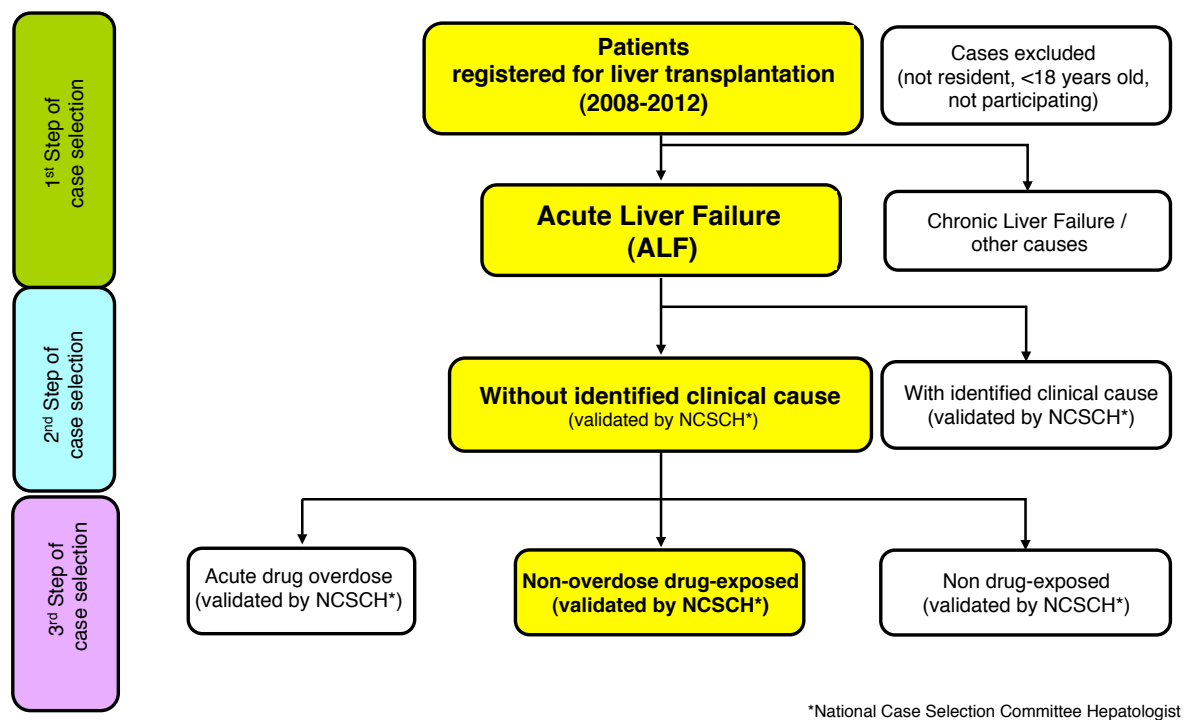 1st Step of
case selection
Patients
registered for liver transplantation
(2008-2012)
Cases excluded
(not resident, <18 years old,
not participating)
Acute Liver Failure
(ALF)
Chronic Liver Failure /
other causes
2nd Step of
case selection
Without identified clinical cause
(validated by NCSCH*)
With identified clinical cause
(validated by NCSCH*)
3rd Step of
case selection
Acute drug overdose
(validated by NCSCH*)
Non-overdose drug-exposed
(validated by NCSCH*)
Non drug-exposed
(validated by NCSCH*)
*National Case Selection Committee Hepatologist